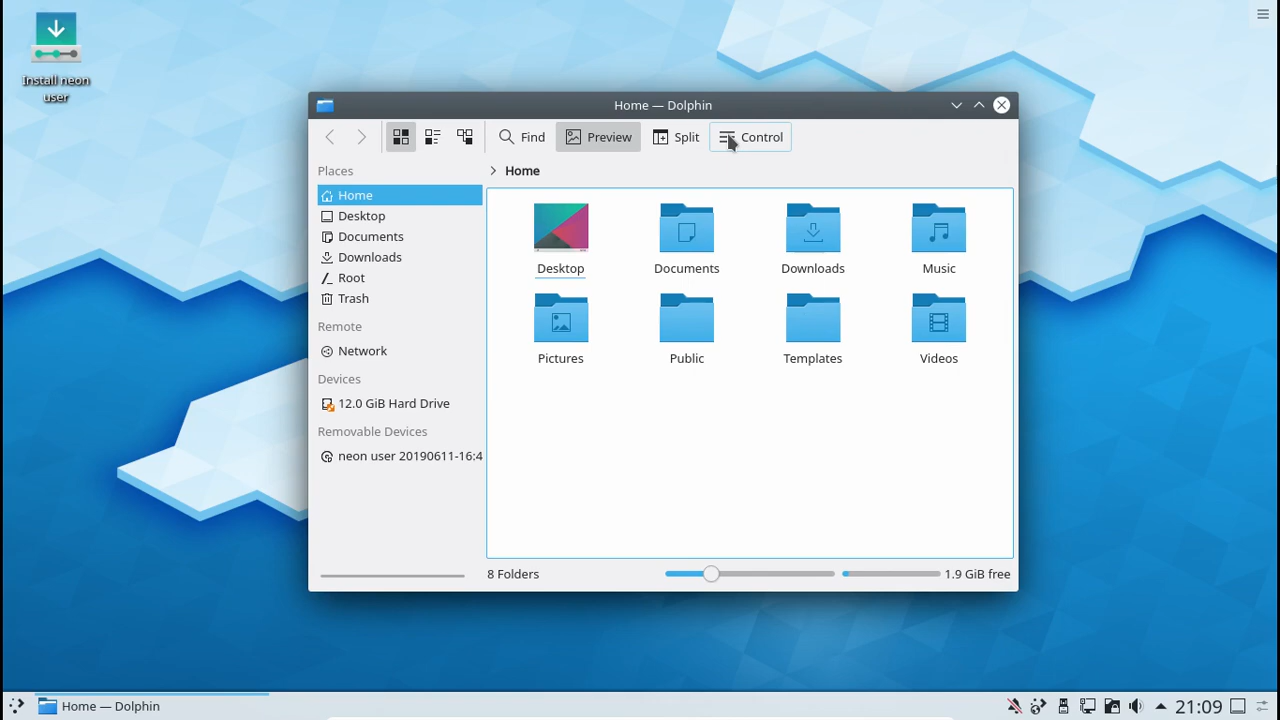 Install neon
user
Home — Dolphin
Find
Preview
Split
Control
Places
Home
Home
Desktop
Documents
Downloads
Root
Trash
Remote
Network
Devices
12.0 GiB Hard Drive
Removable Devices
neon user 20190611-16:4
Desktop
Documents
Downloads
Music
Pictures
Public
Templates
Videos
8 Folders
1.9 GiB free
Home — Dolphin
21:09